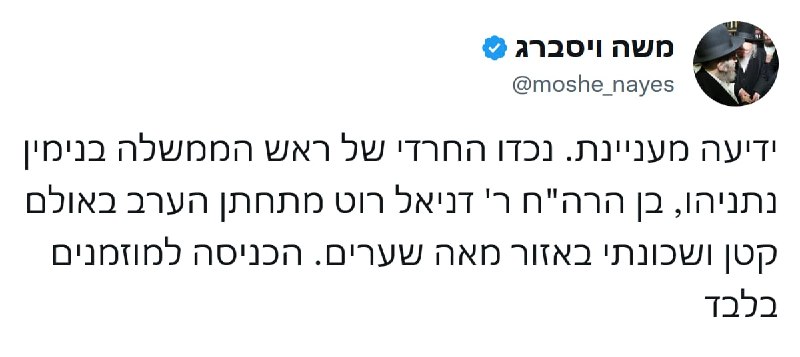 משה ויסברג
@moshe_nayes
ידיעה מעניינת. נכדו החרדי של ראש הממשלה בנימין
נתניהו, בן הרה"ח ר' דניאל רוט מתחתן הערב באולם
קטן ושכונתי באזור מאה שערים. הכניסה למוזמנים
בלבד